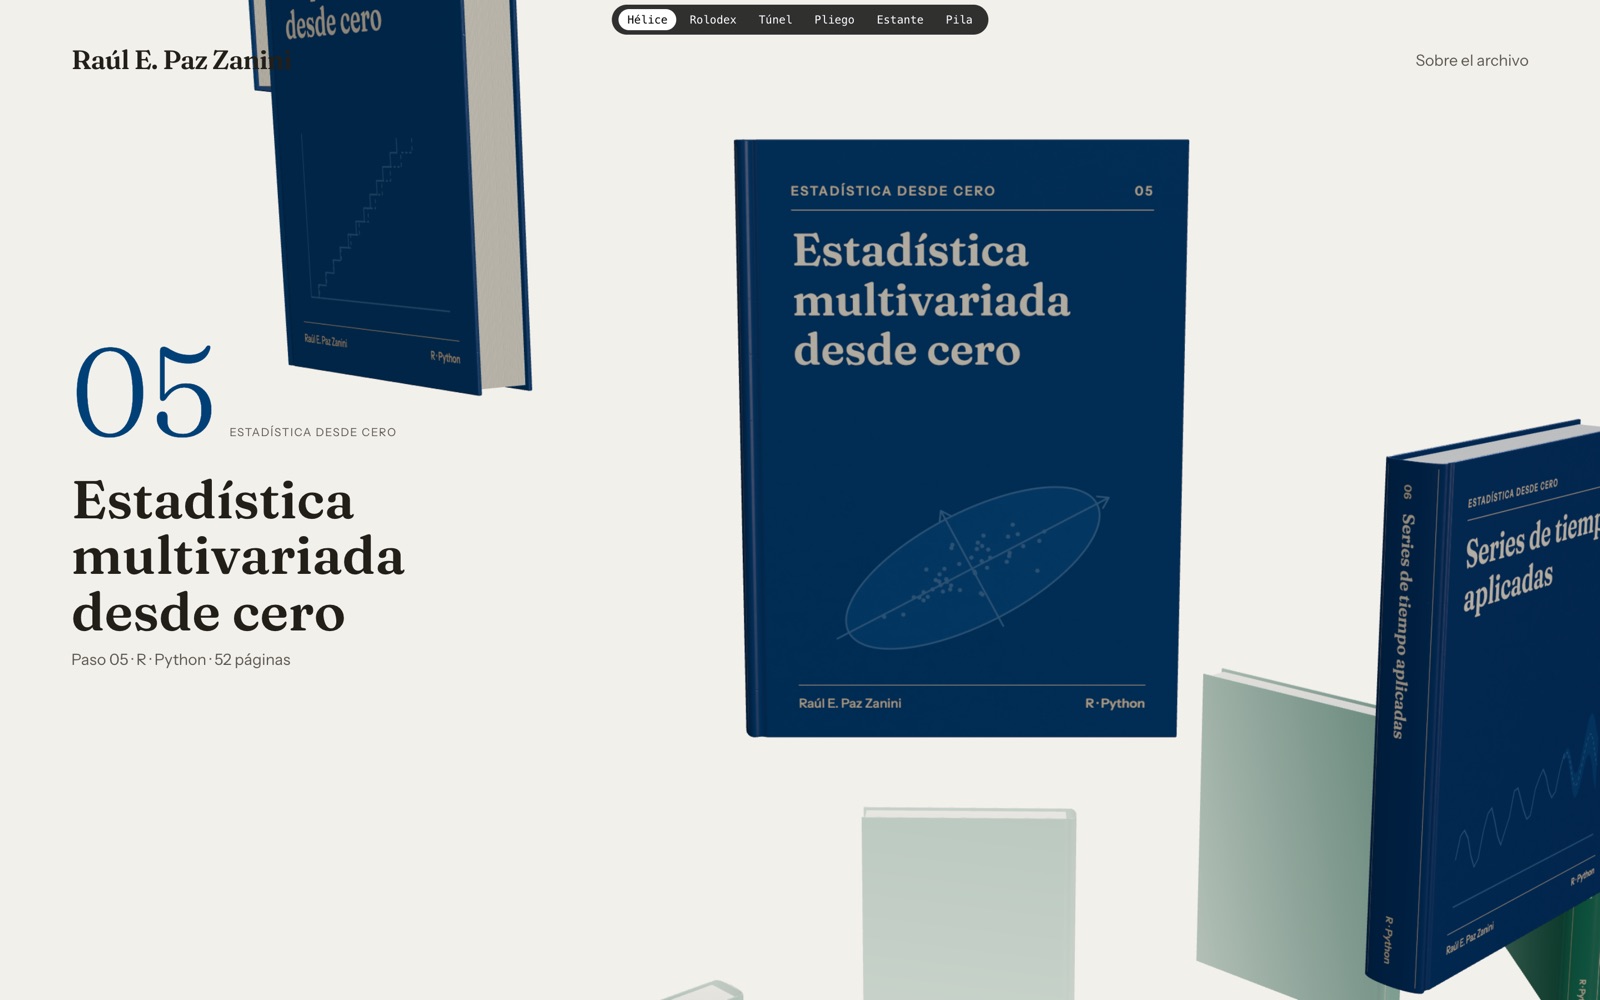 Hélice Rolodex Túnel Pliego Estante Pila
Raúl E. Paz Zanini
Sobre el archivo
desde cero
Raúl E. Paz Zanini
R·Python
05
ESTADÍSTICA DESDE CERO
Estadística
multivariada
desde cero
Paso 05 · R · Python · 52 páginas
ESTADÍSTICA DESDE CERO 05
Estadística
multivariada
desde cero
Raúl E. Paz Zanini R·Python
06 Series de tiempo aplicadas R·Python
ESTADÍSTICA DESDE CERO
Series de tiemp
aplicadas
Raúl E. Paz Zanini
R·Python